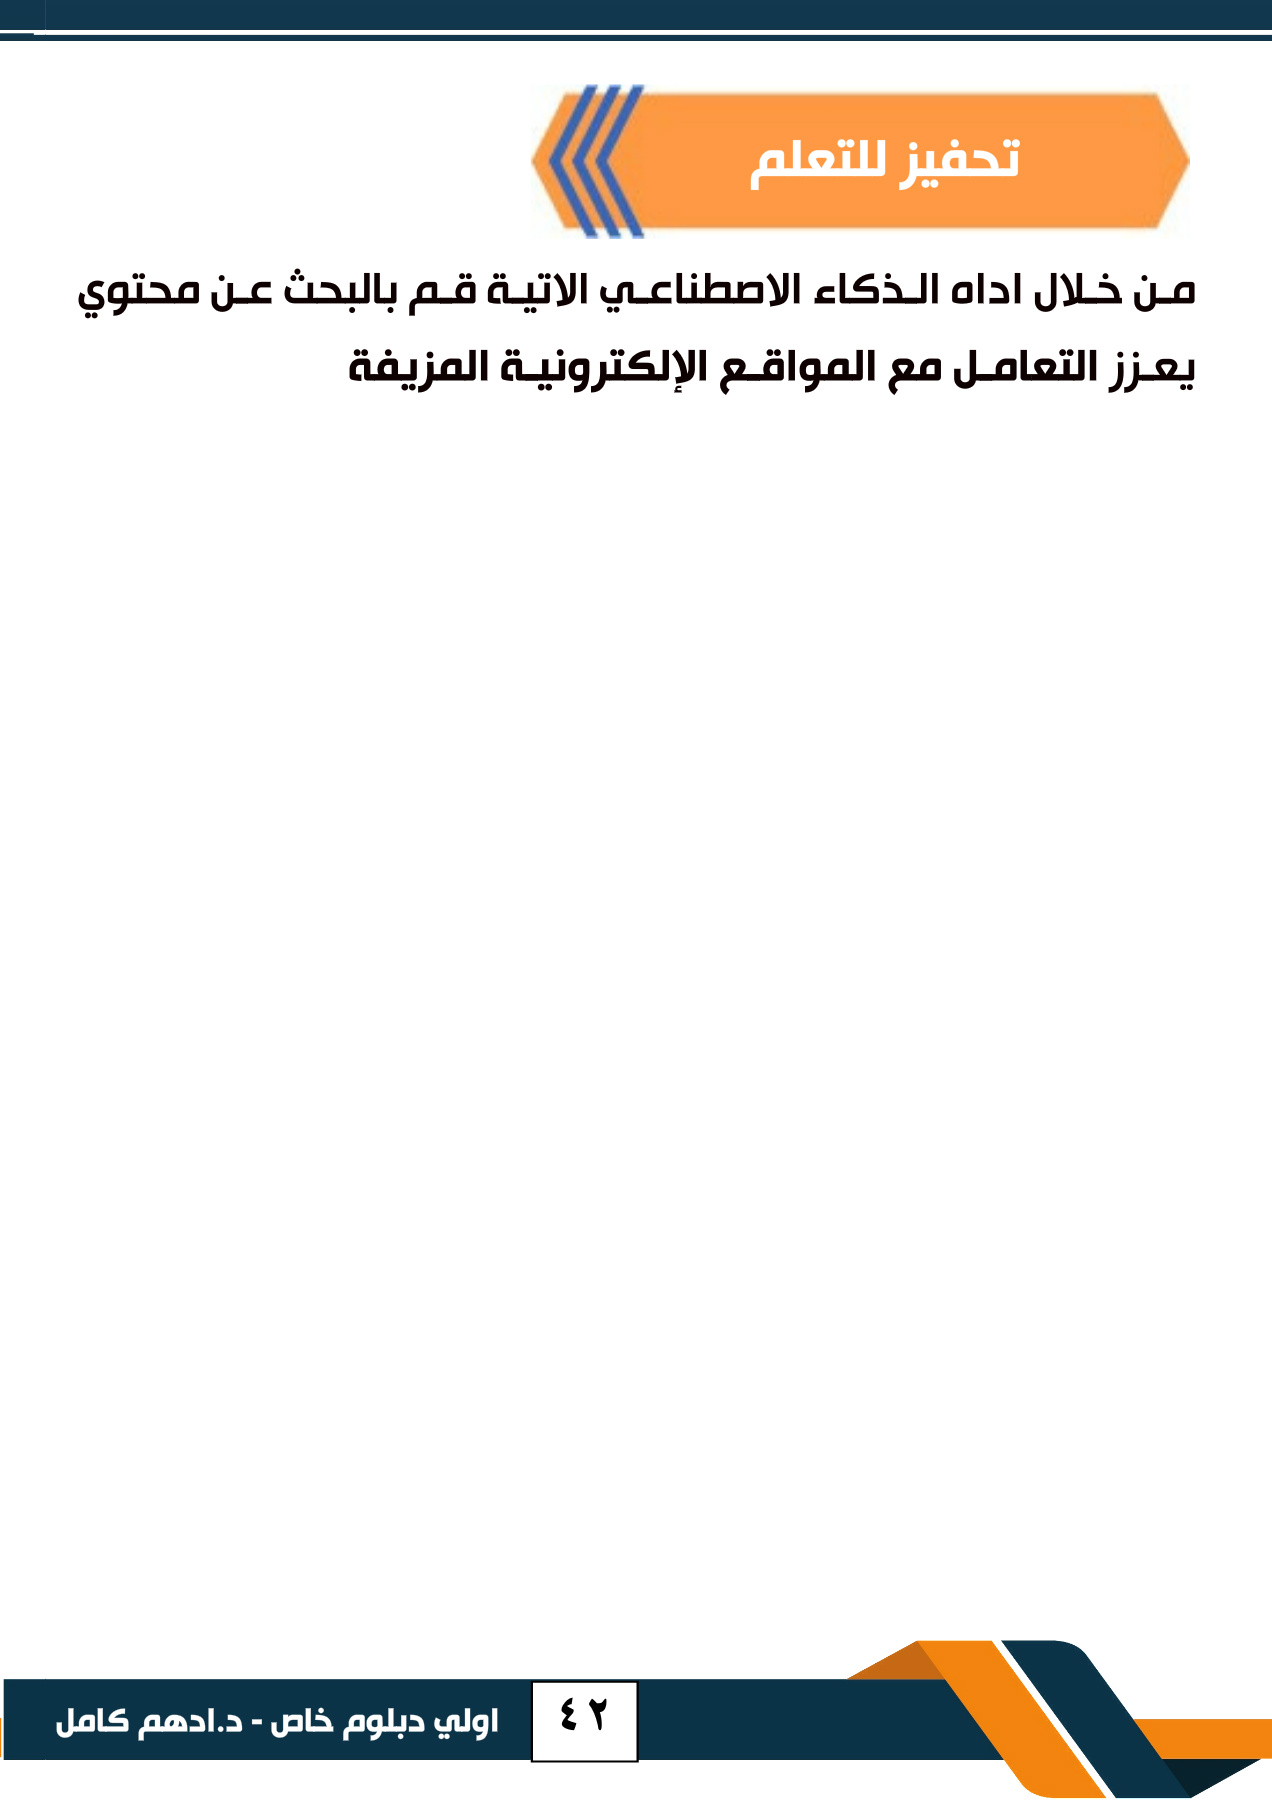 تحفيز للتعلم
من خلال اداه الذكاء الاصطناعي الاتية قم بالبحث عن محتوي
يعزز التعامل مع المواقع الإلكترونية المزيفة
اولي دبلوم خاص - د.ادهم كامل
٤٢